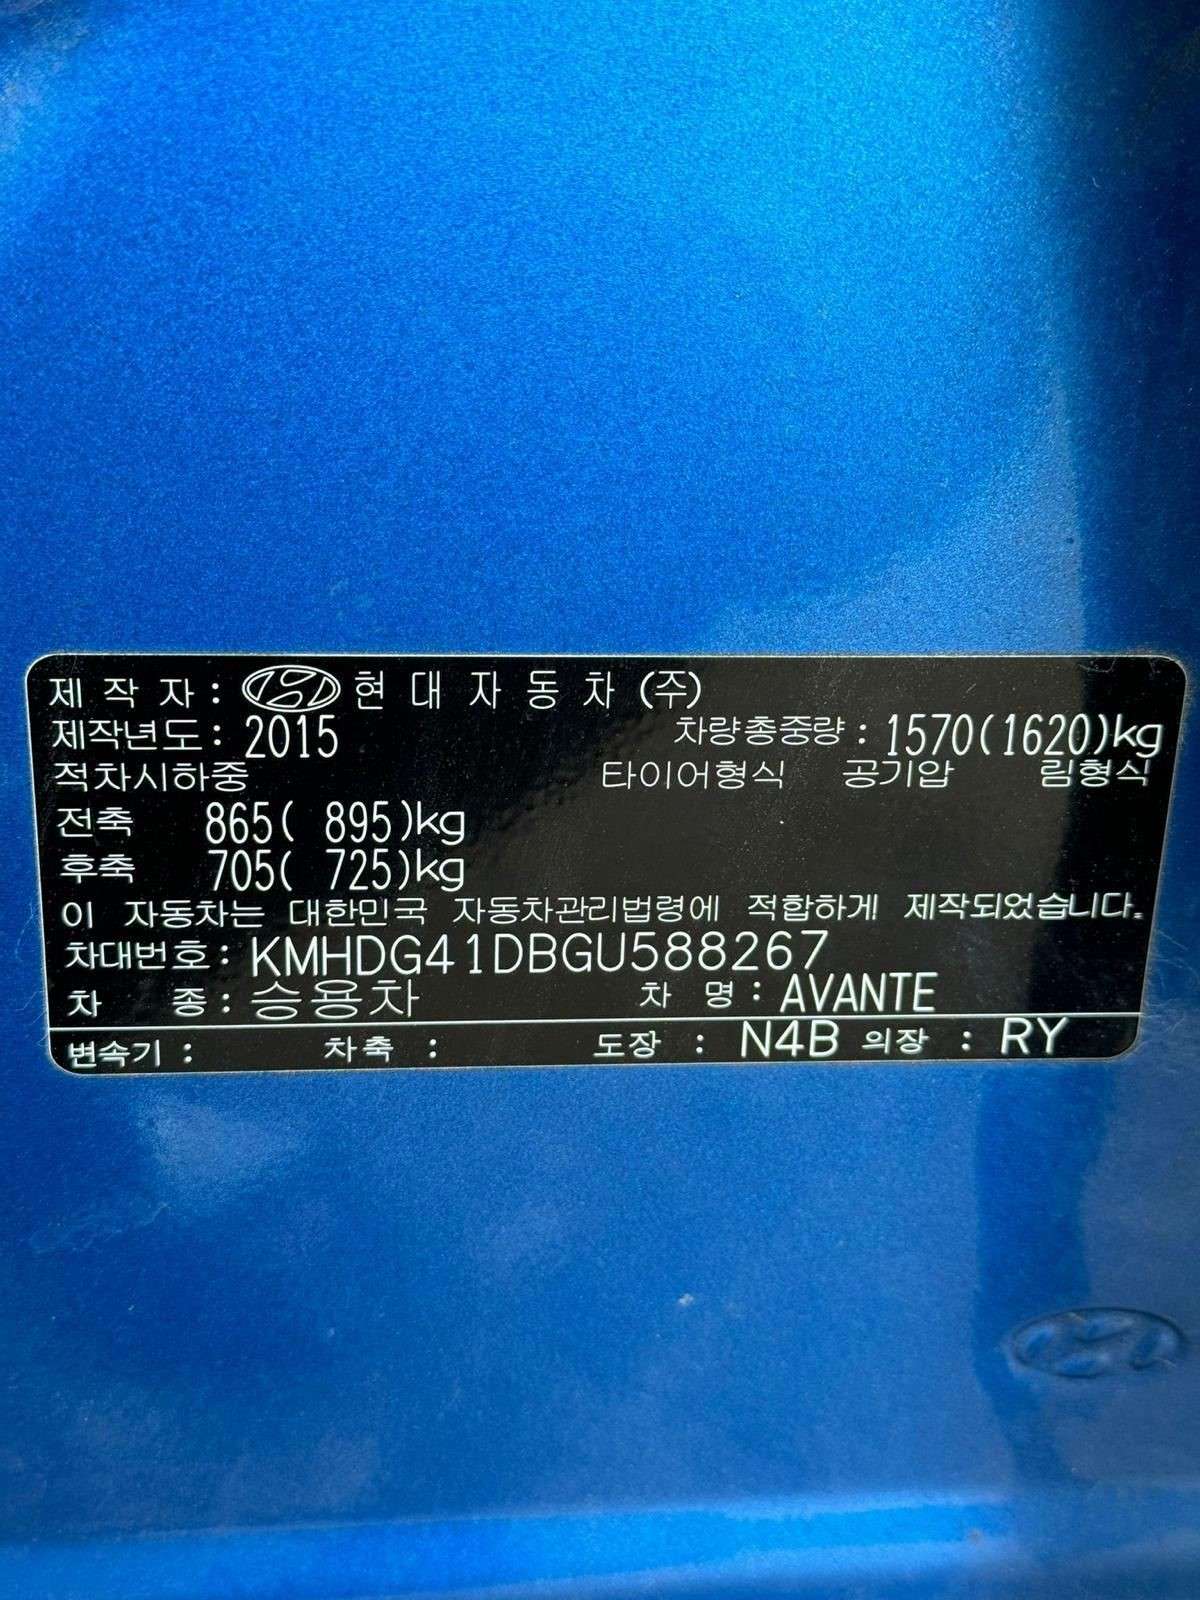 제 작 자 : HYUNDAI 현 대 자 동 차 (주)
제작년도 : 2015 차량총중량 : 1570(1620)kg
적차시하중 타이어형식 공기압 림형식
전축 865( 895)kg
후축 705( 725)kg
이 자동차는 대한민국 자동차관리법령에 적합하게 제작되었습니다.
차대번호 : KMHDG41DBGU588267
차 종 : 승용차 차 명 : AVANTE
변속기 : 차축 : 도장 : N4B 의장 : RY